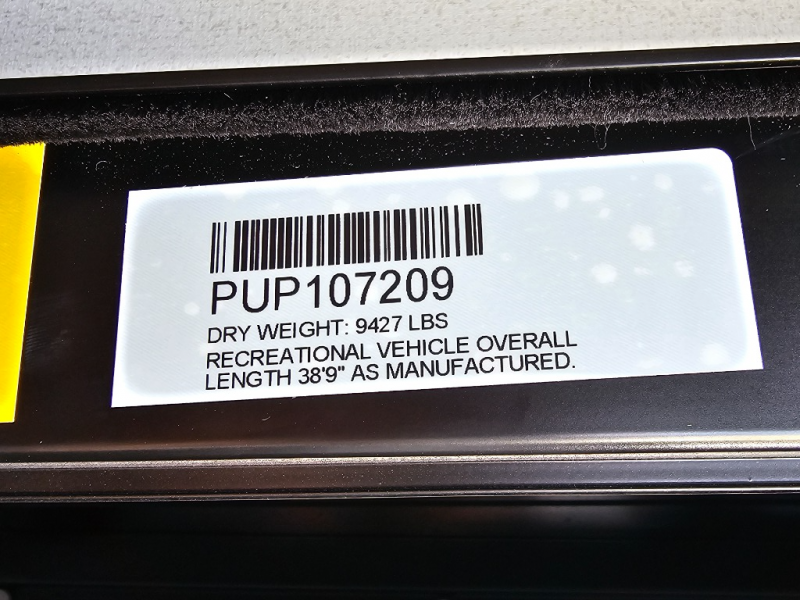 PUP107209
DRY WEIGHT: 9427 LBS
RECREATIONAL VEHICLE OVERALL
LENGTH 38'9" AS MANUFACTURED.